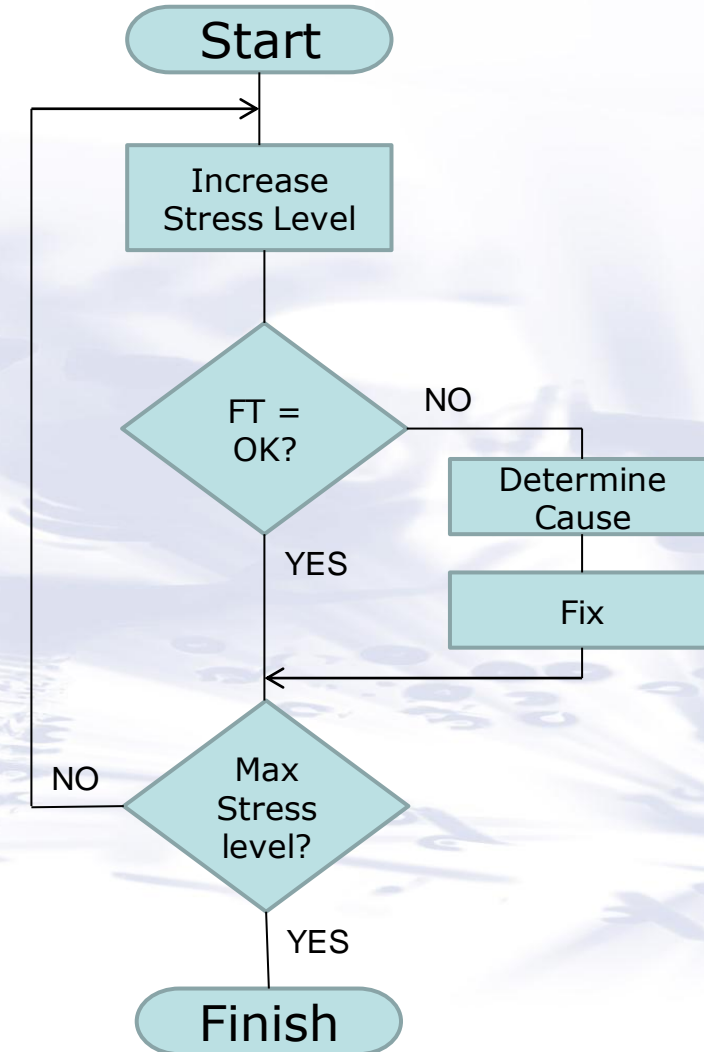 Start
Increase
Stress Level
FT =
OK?
NO
Determine
Cause
YES
Fix
Max
Stress
level?
NO
YES
Finish